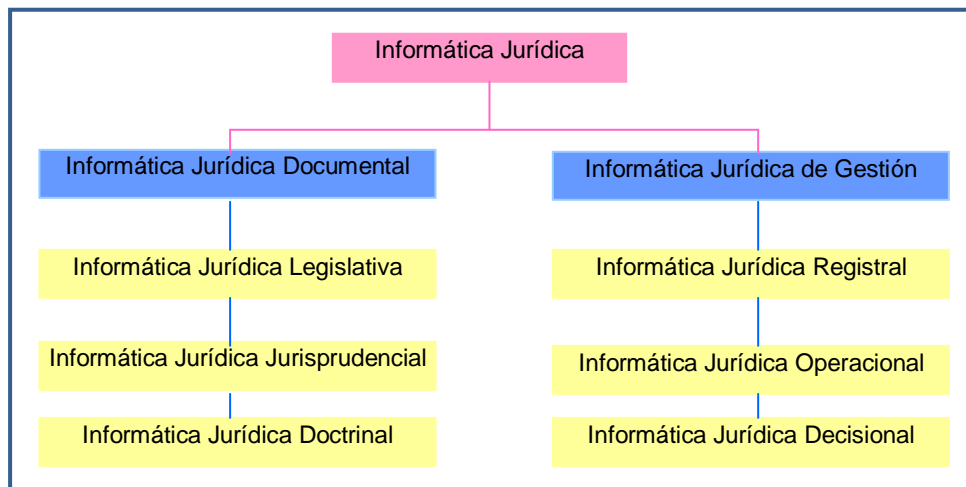 Informática Jurídica
Informática Jurídica Documental
Informática Jurídica de Gestión
Informática Jurídica Legislativa
Informática Jurídica Registral
Informática Jurídica Jurisprudencial
Informática Jurídica Operacional
Informática Jurídica Doctrinal
Informática Jurídica Decisional